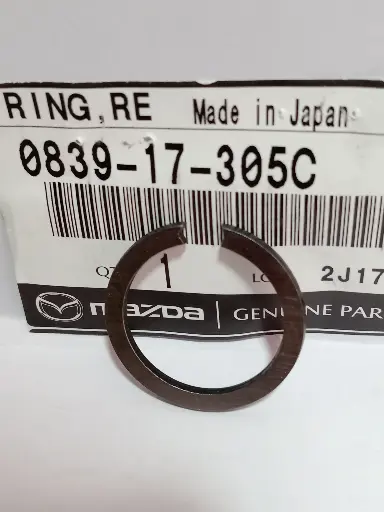 RING,RE Made in Japan
0839-17-305C
1 2J17
mazda GENUINE PAR